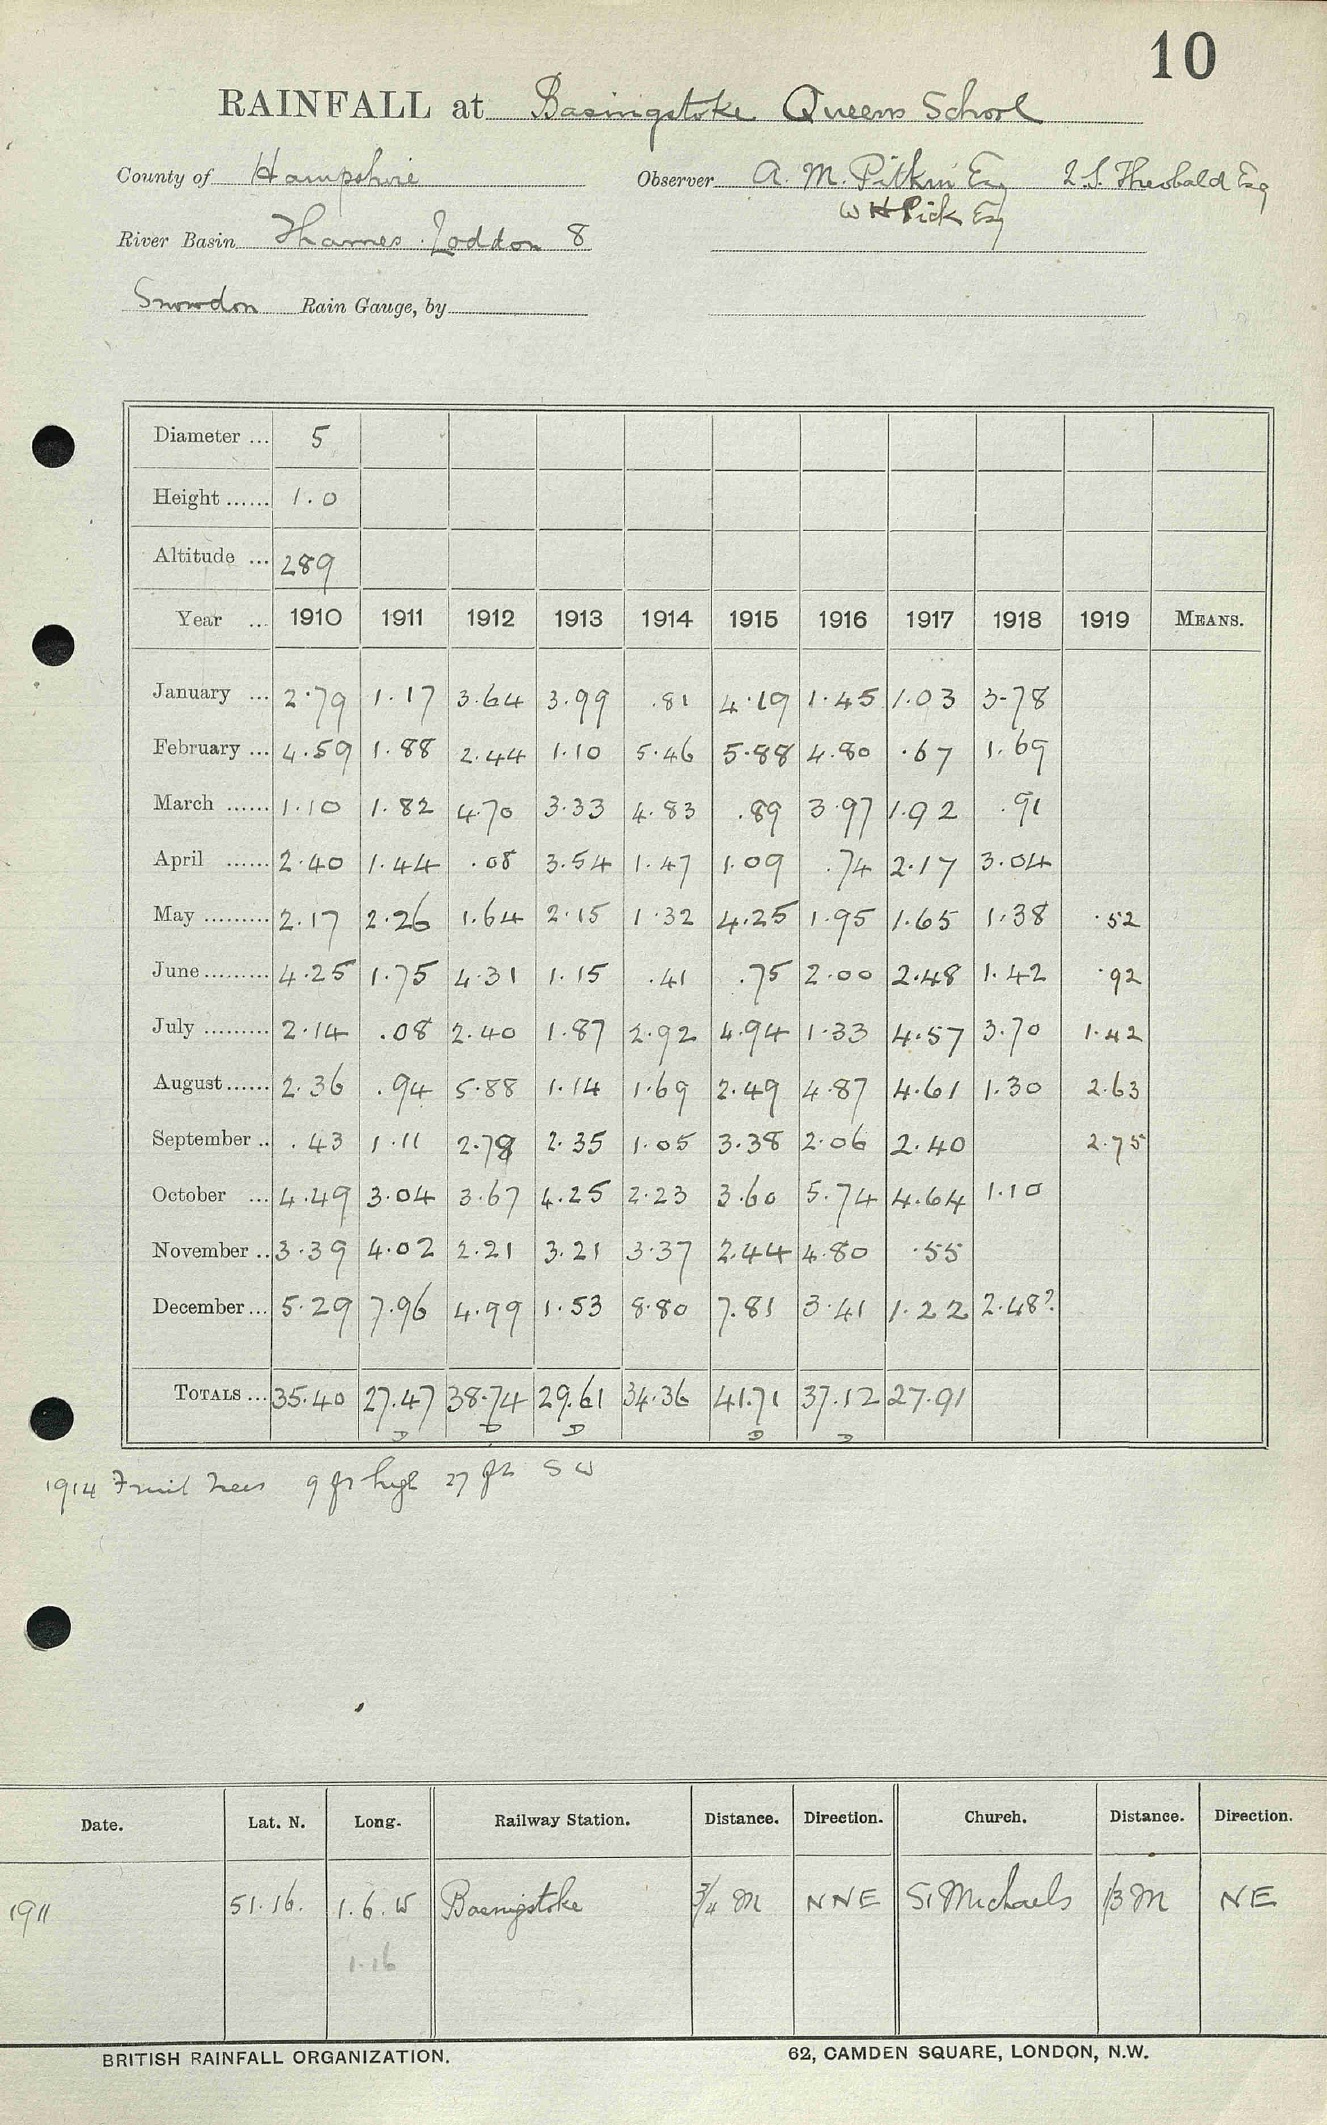 10
RAINFALL at Basingstoke Queens School
County of Hampshire Observer A. M. Pitkin Esq L.S. Theobald Esq
W H Pick Esq
River Basin Thames Loddon 8
Snowdon Rain Gauge, by
Diameter ... 5
Height ...... 1.0
Altitude ... 289
Year ... 1910 1911 1912 1913 1914 1915 1916 1917 1918 1919 MEANS.
January ... 2.79 1.17 3.64 3.99 .81 4.19 1.45 1.03 3.78
February ... 4.59 1.88 2.44 1.10 5.46 5.88 4.80 .67 1.69
March ...... 1.10 1.82 4.70 3.33 4.83 .89 3.97 1.92 .91
April ...... 2.40 1.44 .08 3.54 1.47 1.09 .74 2.17 3.04
May ......... 2.17 2.26 1.64 2.15 1.32 4.25 1.95 1.65 1.38 .52
June ......... 4.25 1.75 4.31 1.15 .41 .75 2.00 2.48 1.42 .92
July ......... 2.14 .08 2.40 1.87 2.92 4.94 1.33 4.57 3.70 1.42
August ...... 2.36 .94 5.88 1.14 1.69 2.49 4.87 4.61 1.30 2.63
September .. .43 1.11 2.78 2.35 1.05 3.38 2.06 2.40 2.75
October ... 4.49 3.04 3.67 4.25 2.23 3.60 5.74 4.64 1.10
November .. 3.39 4.02 2.21 3.21 3.37 2.44 4.80 .55
December ... 5.29 7.96 4.99 1.53 8.80 7.81 3.41 1.22 2.48?
TOTALS ... 35.40 27.47 38.74 29.61 34.36 41.71 37.12 27.91
D D D D D
1914 Fruit trees 9 ft high 27 ft SW
Date. Lat. N. Long. Railway Station. Distance. Direction. Church. Distance. Direction.
1911 51.16. 1.6.W Basingstoke 3/4 M NNE St Michaels 1/3 M NE
1.16
BRITISH RAINFALL ORGANIZATION. 62, CAMDEN SQUARE, LONDON, N.W.